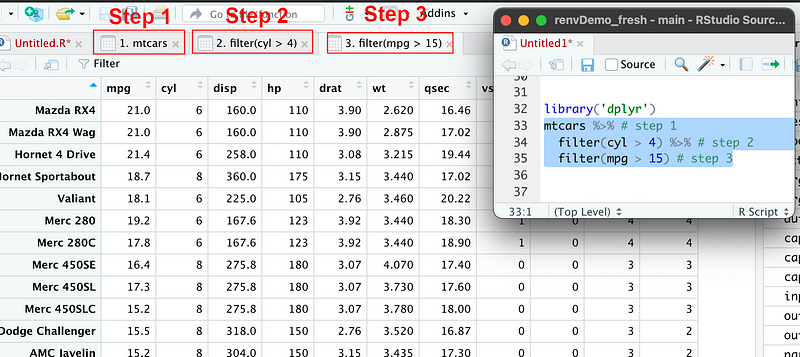 Step 1 Step 2 Step 3
Go to file/function
Addins
Untitled.R* 1. mtcars 2. filter(cyl > 4) 3. filter(mpg > 15)
Filter
mpg cyl disp hp drat wt qsec vs
Mazda RX4 21.0 6 160.0 110 3.90 2.620 16.46
Mazda RX4 Wag 21.0 6 160.0 110 3.90 2.875 17.02
Hornet 4 Drive 21.4 6 258.0 110 3.08 3.215 19.44
Hornet Sportabout 18.7 8 360.0 175 3.15 3.440 17.02
Valiant 18.1 6 225.0 105 2.76 3.460 20.22
Merc 280 19.2 6 167.6 123 3.92 3.440 18.30 1 0 4 4
Merc 280C 17.8 6 167.6 123 3.92 3.440 18.90 1 0 4 4
Merc 450SE 16.4 8 275.8 180 3.07 4.070 17.40 0 0 3 3
Merc 450SL 17.3 8 275.8 180 3.07 3.730 17.60 0 0 3 3
Merc 450SLC 15.2 8 275.8 180 3.07 3.780 18.00 0 0 3 3
Dodge Challenger 15.5 8 318.0 150 2.76 3.520 16.87 0 0 3 2
AMC Javelin 15.2 8 304.0 150 3.15 3.435 17.30 0 0 3 2
renvDemo_fresh - main - RStudio Sourc...
Untitled1*
Source
31
32 library('dplyr')
33 mtcars %>% # step 1
34 filter(cyl > 4) %>% # step 2
35 filter(mpg > 15) # step 3
36
37
33:1 (Top Level) R Script
cap
cap
inp
out
out